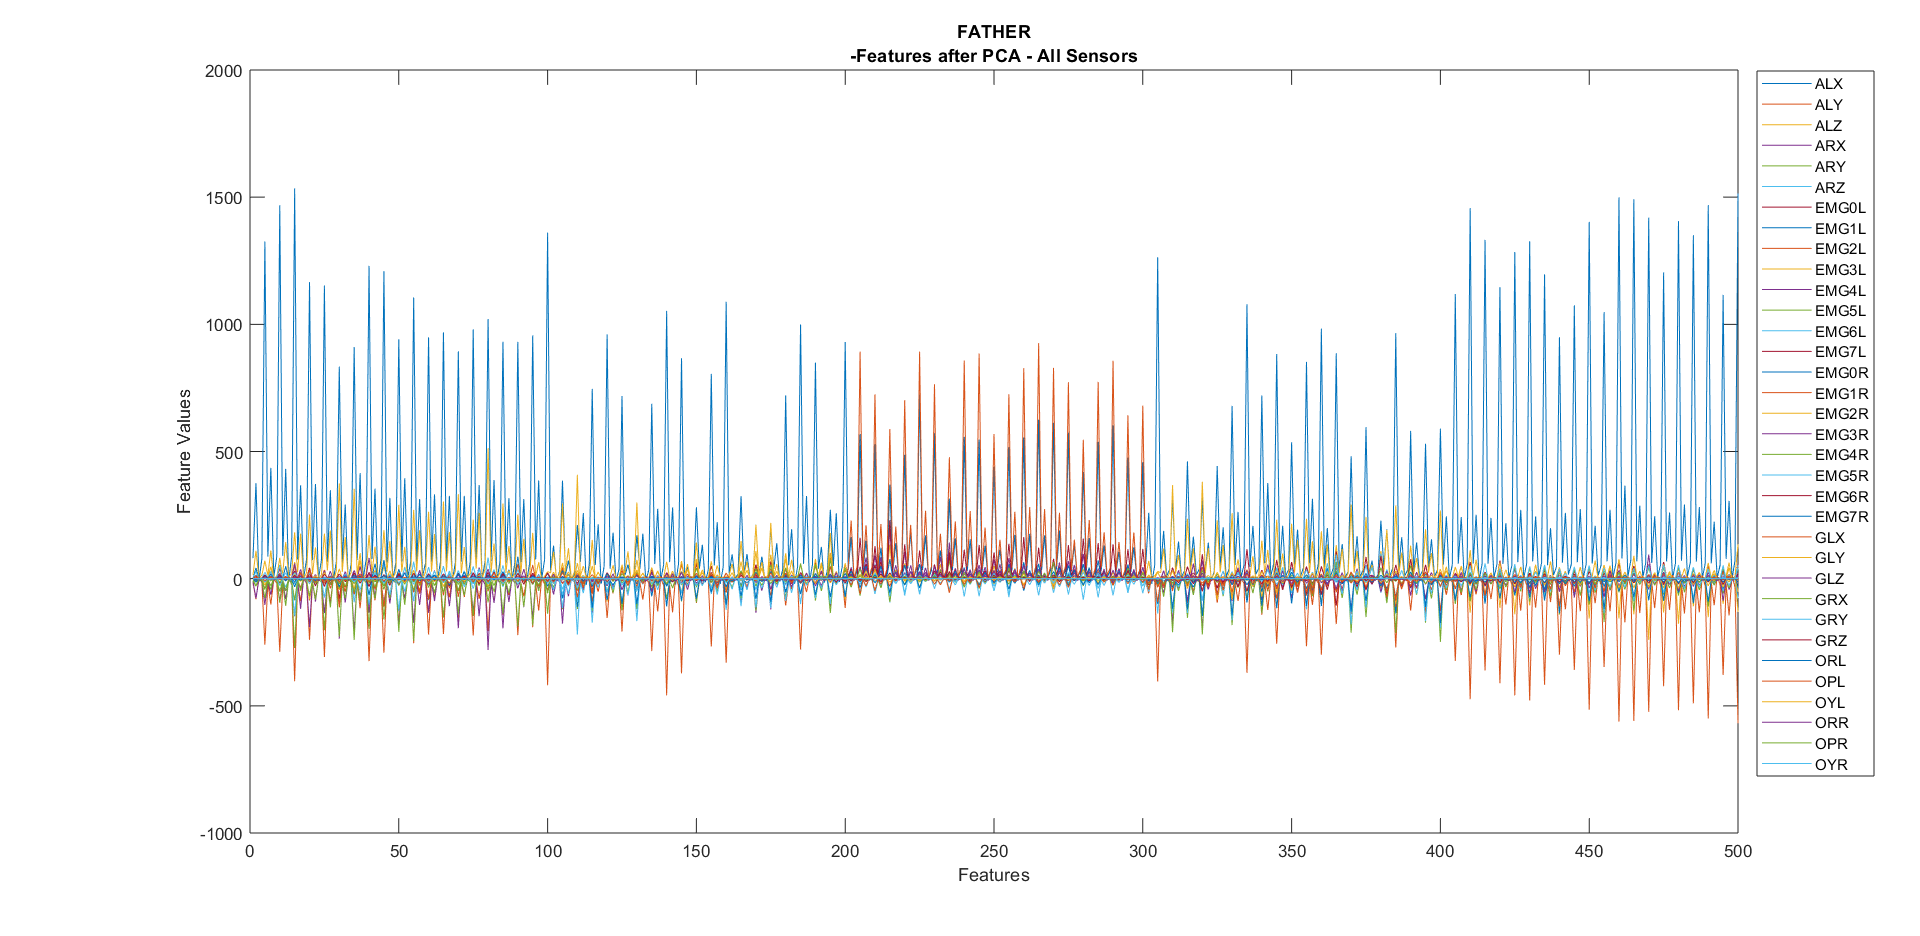 FATHER
-Features after PCA - All Sensors
2000
1500
1000
500
0
-500
-1000
Feature Values
0 50 100 150 200 250 300 350 400 450 500
Features
ALX
ALY
ALZ
ARX
ARY
ARZ
EMG0L
EMG1L
EMG2L
EMG3L
EMG4L
EMG5L
EMG6L
EMG7L
EMG0R
EMG1R
EMG2R
EMG3R
EMG4R
EMG5R
EMG6R
EMG7R
GLX
GLY
GLZ
GRX
GRY
GRZ
ORL
OPL
OYL
ORR
OPR
OYR